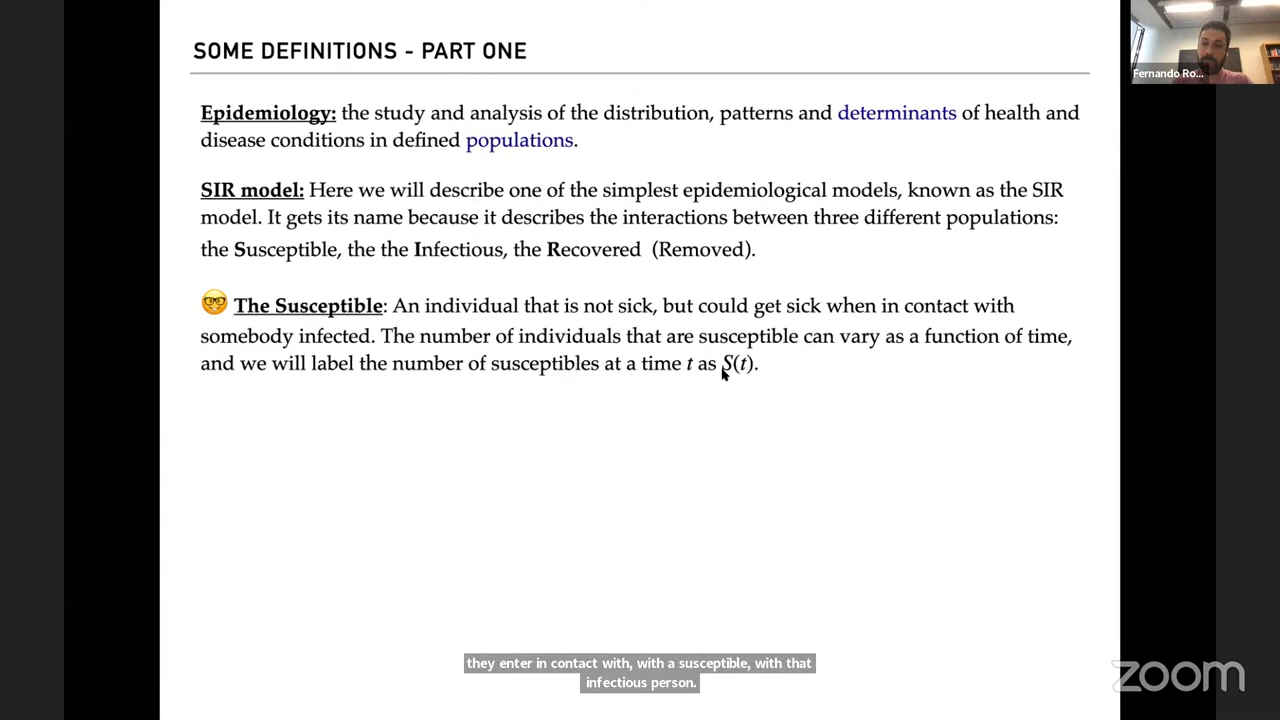 SOME DEFINITIONS - PART ONE
Fernando Ro...
Epidemiology: the study and analysis of the distribution, patterns and determinants of health and
disease conditions in defined populations.
SIR model: Here we will describe one of the simplest epidemiological models, known as the SIR
model. It gets its name because it describes the interactions between three different populations:
the Susceptible, the the Infectious, the Recovered (Removed).
The Susceptible: An individual that is not sick, but could get sick when in contact with
somebody infected. The number of individuals that are susceptible can vary as a function of time,
and we will label the number of susceptibles at a time t as S(t).
they enter in contact with, with a susceptible, with that
infectious person.
zoom